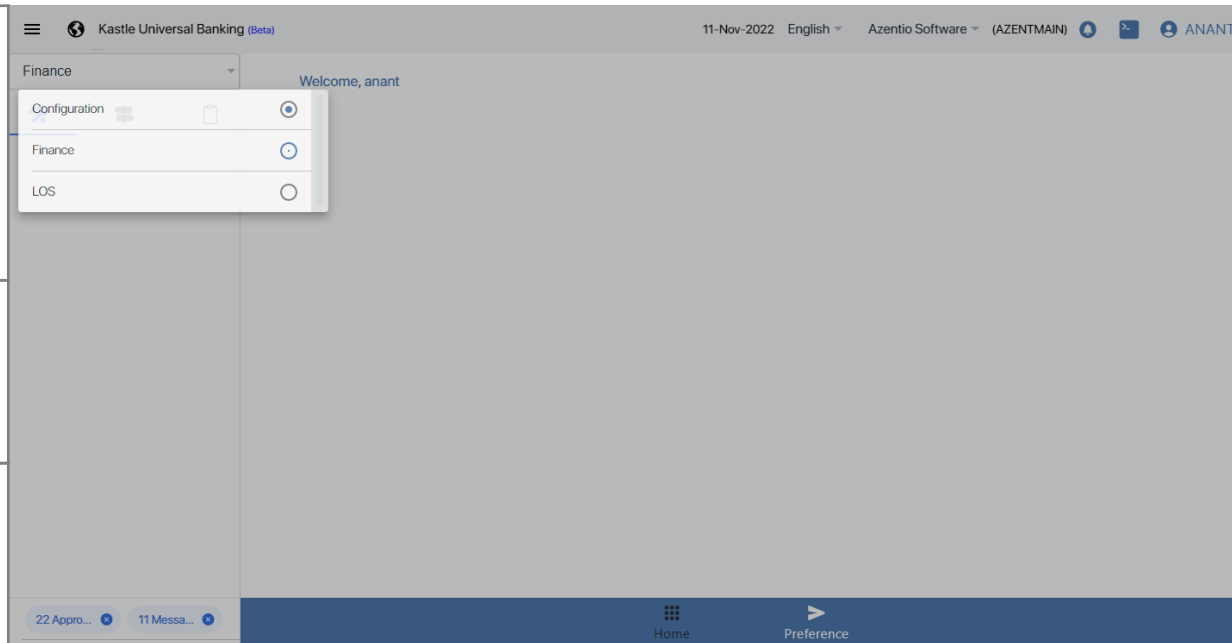 Kastle Universal Banking (Beta)
11-Nov-2022 English Azentio Software (AZENTMAIN) ANANT
Finance
Welcome, anant
Configuration
Finance
LOS
22 Appro... 11 Messa...
Home Preference